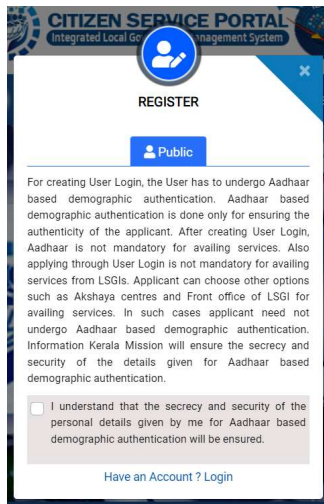 CITIZEN SERVICE PORTAL
Integrated Local Go nagement System
REGISTER
Public
For creating User Login, the User has to undergo Aadhaar
based demographic authentication. Aadhaar based
demographic authentication is done only for ensuring the
authenticity of the applicant. After creating User Login,
Aadhaar is not mandatory for availing services. Also
applying through User Login is not mandatory for availing
services from LSGIs. Applicant can choose other options
such as Akshaya centres and Front office of LSGI for
availing services. In such cases applicant need not
undergo Aadhaar based demographic authentication.
Information Kerala Mission will ensure the secrecy and
security of the details given for Aadhaar based
demographic authentication.
I understand that the secrecy and security of the
personal details given by me for Aadhaar based
demographic authentication will be ensured.
Have an Account ? Login